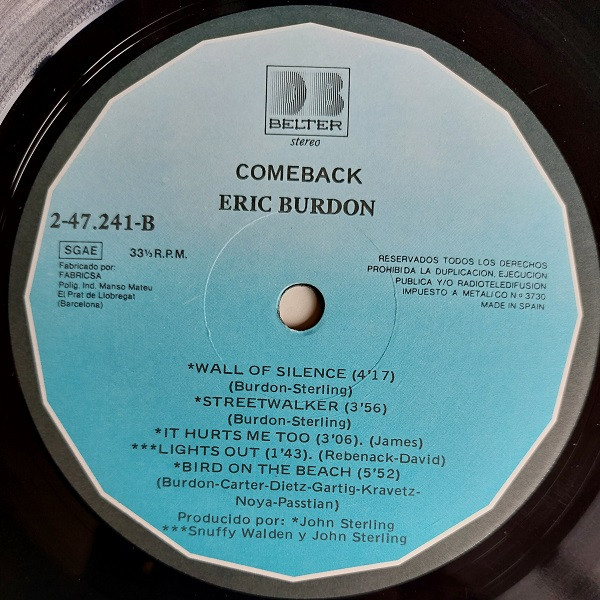 DB
BELTER
stereo
COMEBACK
ERIC BURDON
2-47.241-B
SGAE 33⅓ R.P.M.
Fabricado por:
FABRICSA
Polig. Ind. Manso Mateu
El Prat de Llobregat
(Barcelona)
RESERVADOS TODOS LOS DERECHOS
PROHIBIDA LA DUPLICACION, EJECUCION
PUBLICA Y/O RADIOTELEDIFUSION
IMPUESTO A METALICO Nº 3730
MADE IN SPAIN
*WALL OF SILENCE (4'17)
(Burdon-Sterling)
*STREETWALKER (3'56)
(Burdon-Sterling)
*IT HURTS ME TOO (3'06). (James)
***LIGHTS OUT (1'43). (Rebenack-David)
*BIRD ON THE BEACH (5'52)
(Burdon-Carter-Dietz-Gartig-Kravetz-
Noya-Passtian)
Producido por: *John Sterling
***Snuffy Walden y John Sterling